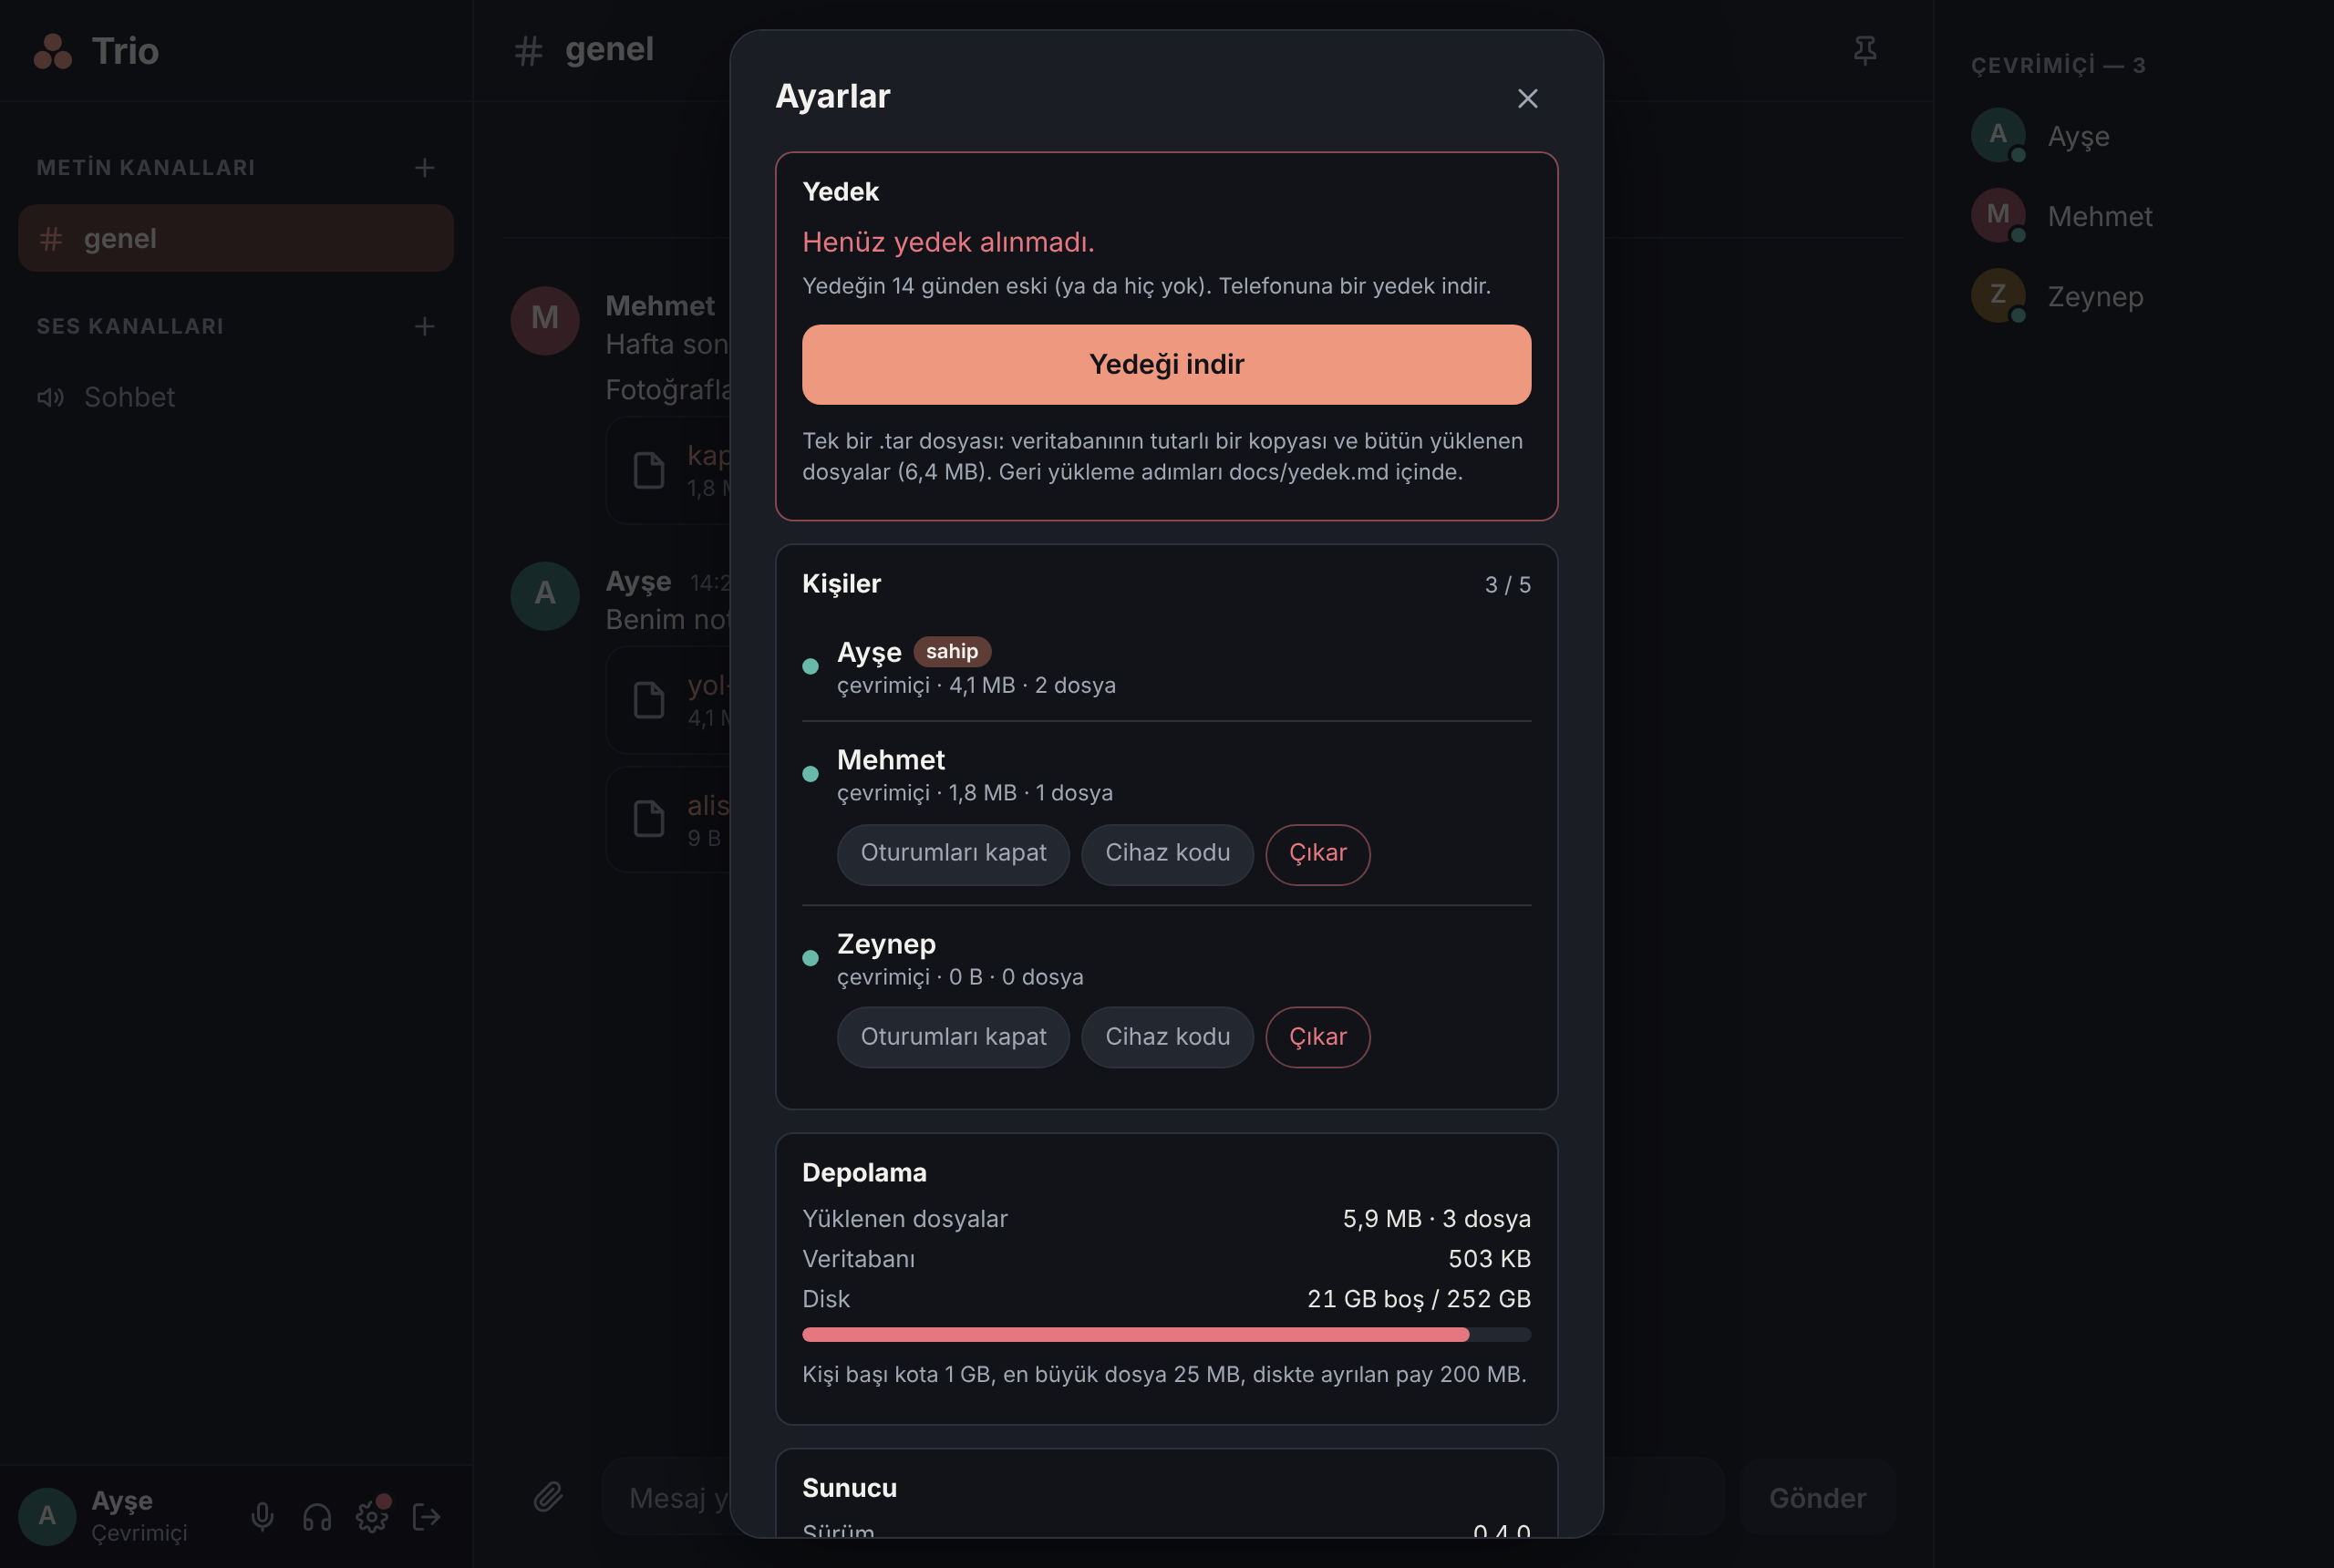 Trio
METİN KANALLARI
genel
SES KANALLARI
Sohbet
Ayşe
Çevrimiçi
genel
Mehmet
Hafta son
Fotoğrafla
kap
1,8 M
Ayşe 14:2
Benim not
yol-
4,1 M
alis
9 B
Mesaj y
Gönder
Ayarlar
Yedek
Henüz yedek alınmadı.
Yedeğin 14 günden eski (ya da hiç yok). Telefonuna bir yedek indir.
Yedeği indir
Tek bir .tar dosyası: veritabanının tutarlı bir kopyası ve bütün yüklenen
dosyalar (6,4 MB). Geri yükleme adımları docs/yedek.md içinde.
Kişiler 3 / 5
Ayşe sahip
çevrimiçi · 4,1 MB · 2 dosya
Mehmet
çevrimiçi · 1,8 MB · 1 dosya
Oturumları kapat Cihaz kodu Çıkar
Zeynep
çevrimiçi · 0 B · 0 dosya
Oturumları kapat Cihaz kodu Çıkar
Depolama
Yüklenen dosyalar 5,9 MB · 3 dosya
Veritabanı 503 KB
Disk 21 GB boş / 252 GB
Kişi başı kota 1 GB, en büyük dosya 25 MB, diskte ayrılan pay 200 MB.
Sunucu
Sürüm 0.4.0
ÇEVRİMİÇİ — 3
A Ayşe
M Mehmet
Z Zeynep